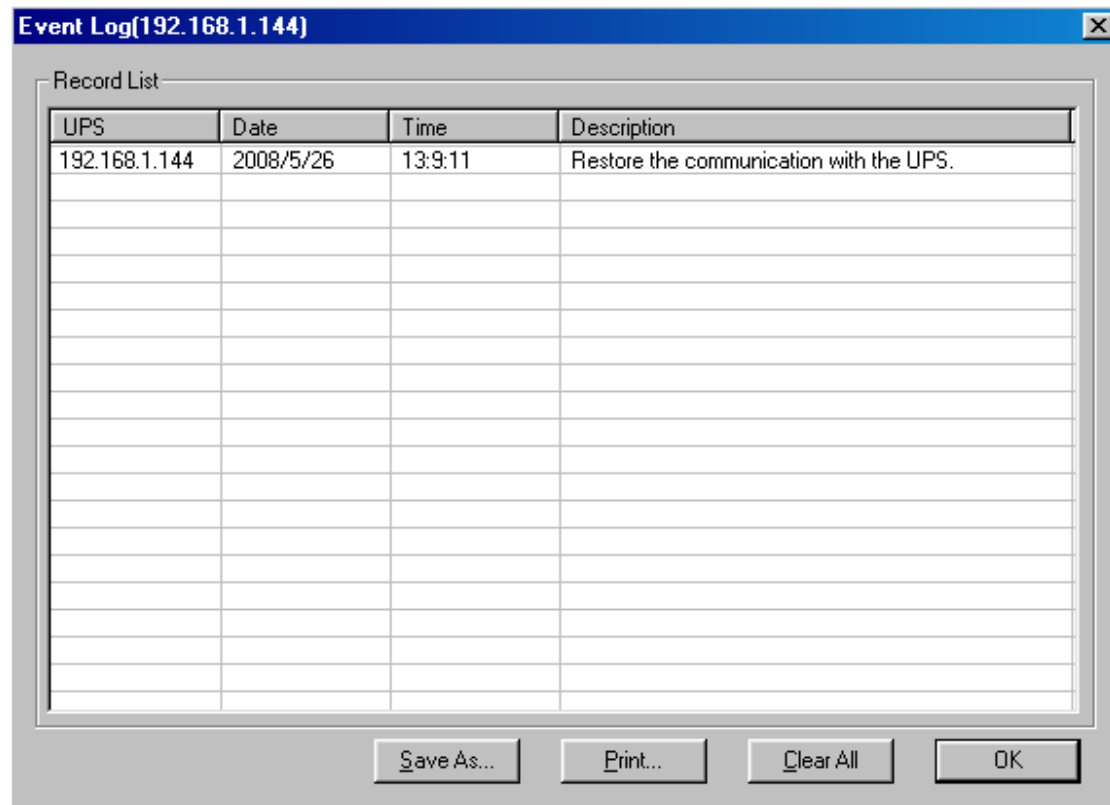 Event Log(192.168.1.144)
Record List
UPS Date Time Description
192.168.1.144 2008/5/26 13:9:11 Restore the communication with the UPS.
Save As... Print... Clear All OK